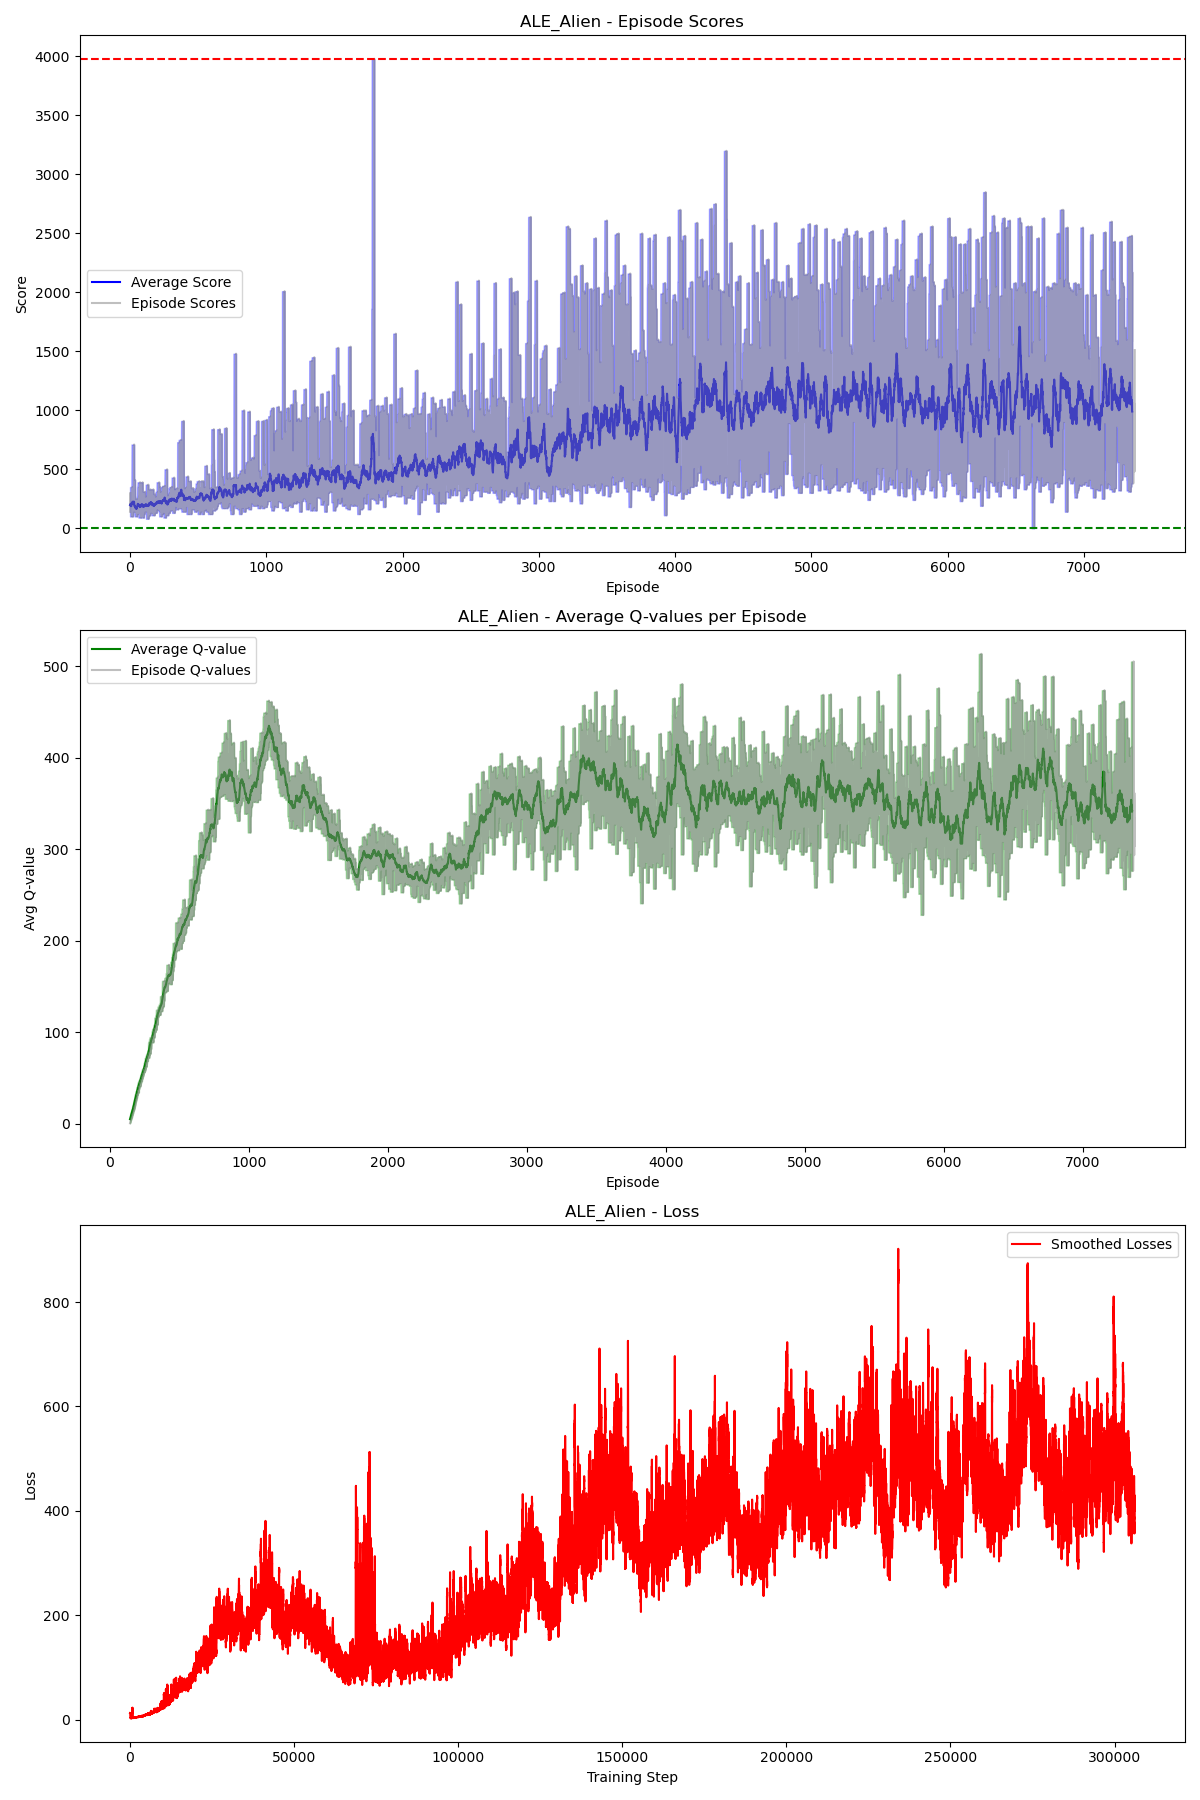 ALE_Alien - Episode Scores
4000
3500
3000
2500
2000
1500
1000
500
0
Score
Average Score
Episode Scores
0 1000 2000 3000 4000 5000 6000 7000
Episode
ALE_Alien - Average Q-values per Episode
500
400
300
200
100
0
Avg Q-value
Average Q-value
Episode Q-values
0 1000 2000 3000 4000 5000 6000 7000
Episode
ALE_Alien - Loss
800
600
400
200
0
Loss
Smoothed Losses
0 50000 100000 150000 200000 250000 300000
Training Step